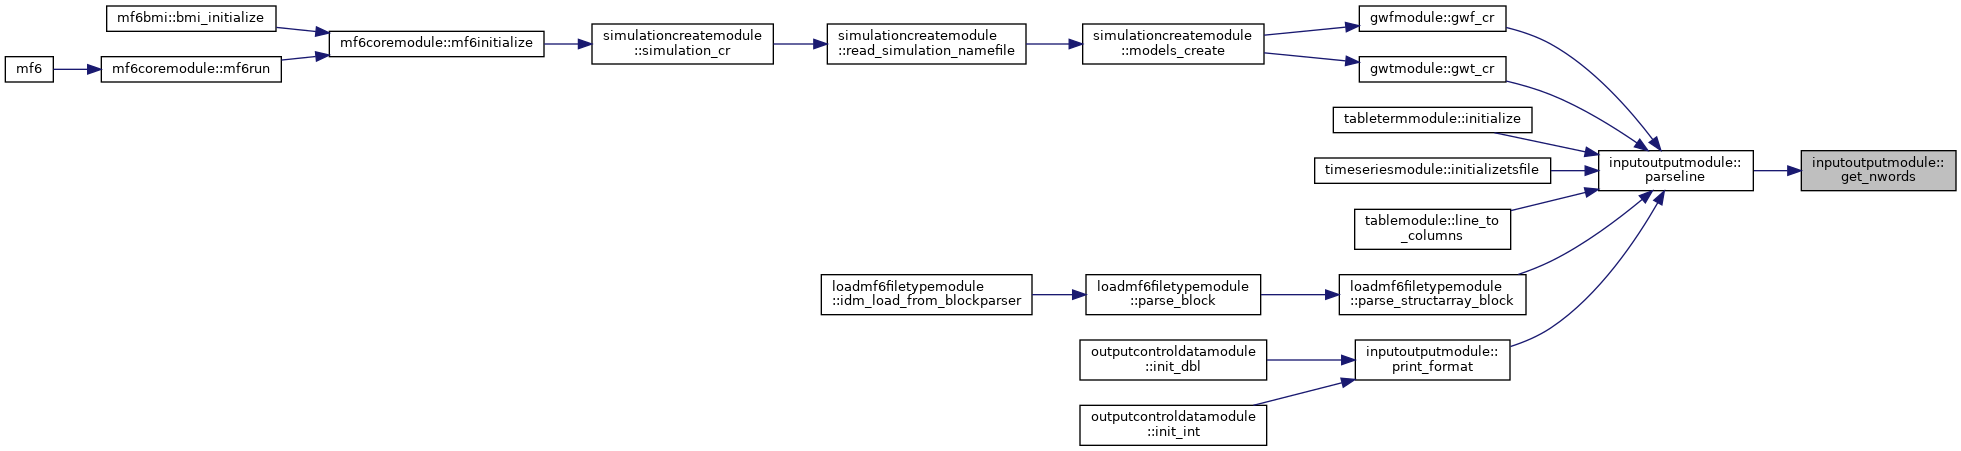 mf6bmi::bmi_initialize
mf6
mf6coremodule::mf6run
mf6coremodule::mf6initialize
simulationcreatemodule
::simulation_cr
simulationcreatemodule
::read_simulation_namefile
simulationcreatemodule
::models_create
gwfmodule::gwf_cr
gwtmodule::gwt_cr
tabletermmodule::initialize
timeseriesmodule::initializetsfile
tablemodule::line_to
_columns
loadmf6filetypemodule
::idm_load_from_blockparser
loadmf6filetypemodule
::parse_block
loadmf6filetypemodule
::parse_structarray_block
outputcontroldatamodule
::init_dbl
outputcontroldatamodule
::init_int
inputoutputmodule::
print_format
inputoutputmodule::
parseline
inputoutputmodule::
get_nwords